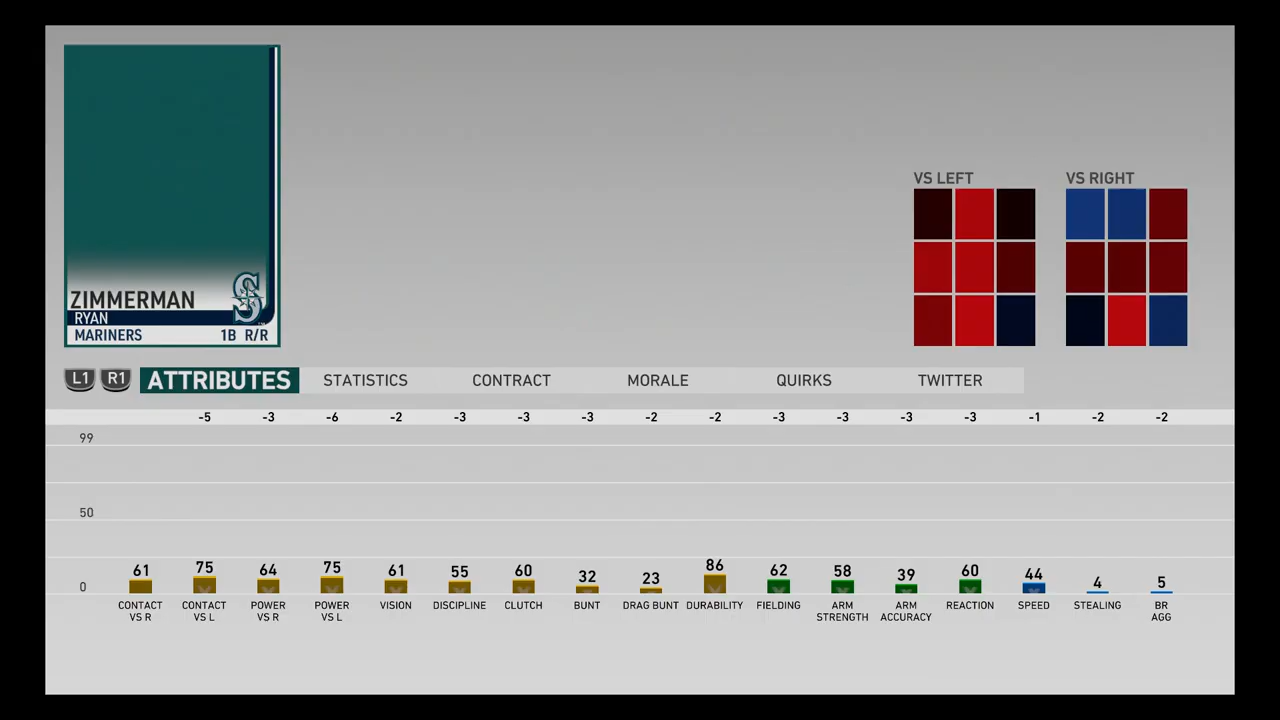 VS LEFT VS RIGHT
ZIMMERMAN
RYAN
MARINERS 1B R/R
L1 R1 ATTRIBUTES STATISTICS CONTRACT MORALE QUIRKS TWITTER
-5 -3 -6 -2 -3 -3 -3 -2 -2 -3 -3 -3 -3 -1 -2 -2
99
50
0
61 75 64 75 61 55 60 32 23 86 62 58 39 60 44 4 5
CONTACT CONTACT POWER POWER VISION DISCIPLINE CLUTCH BUNT DRAG BUNT DURABILITY FIELDING ARM ARM REACTION SPEED STEALING BR
VS R VS L VS R VS L STRENGTH ACCURACY AGG